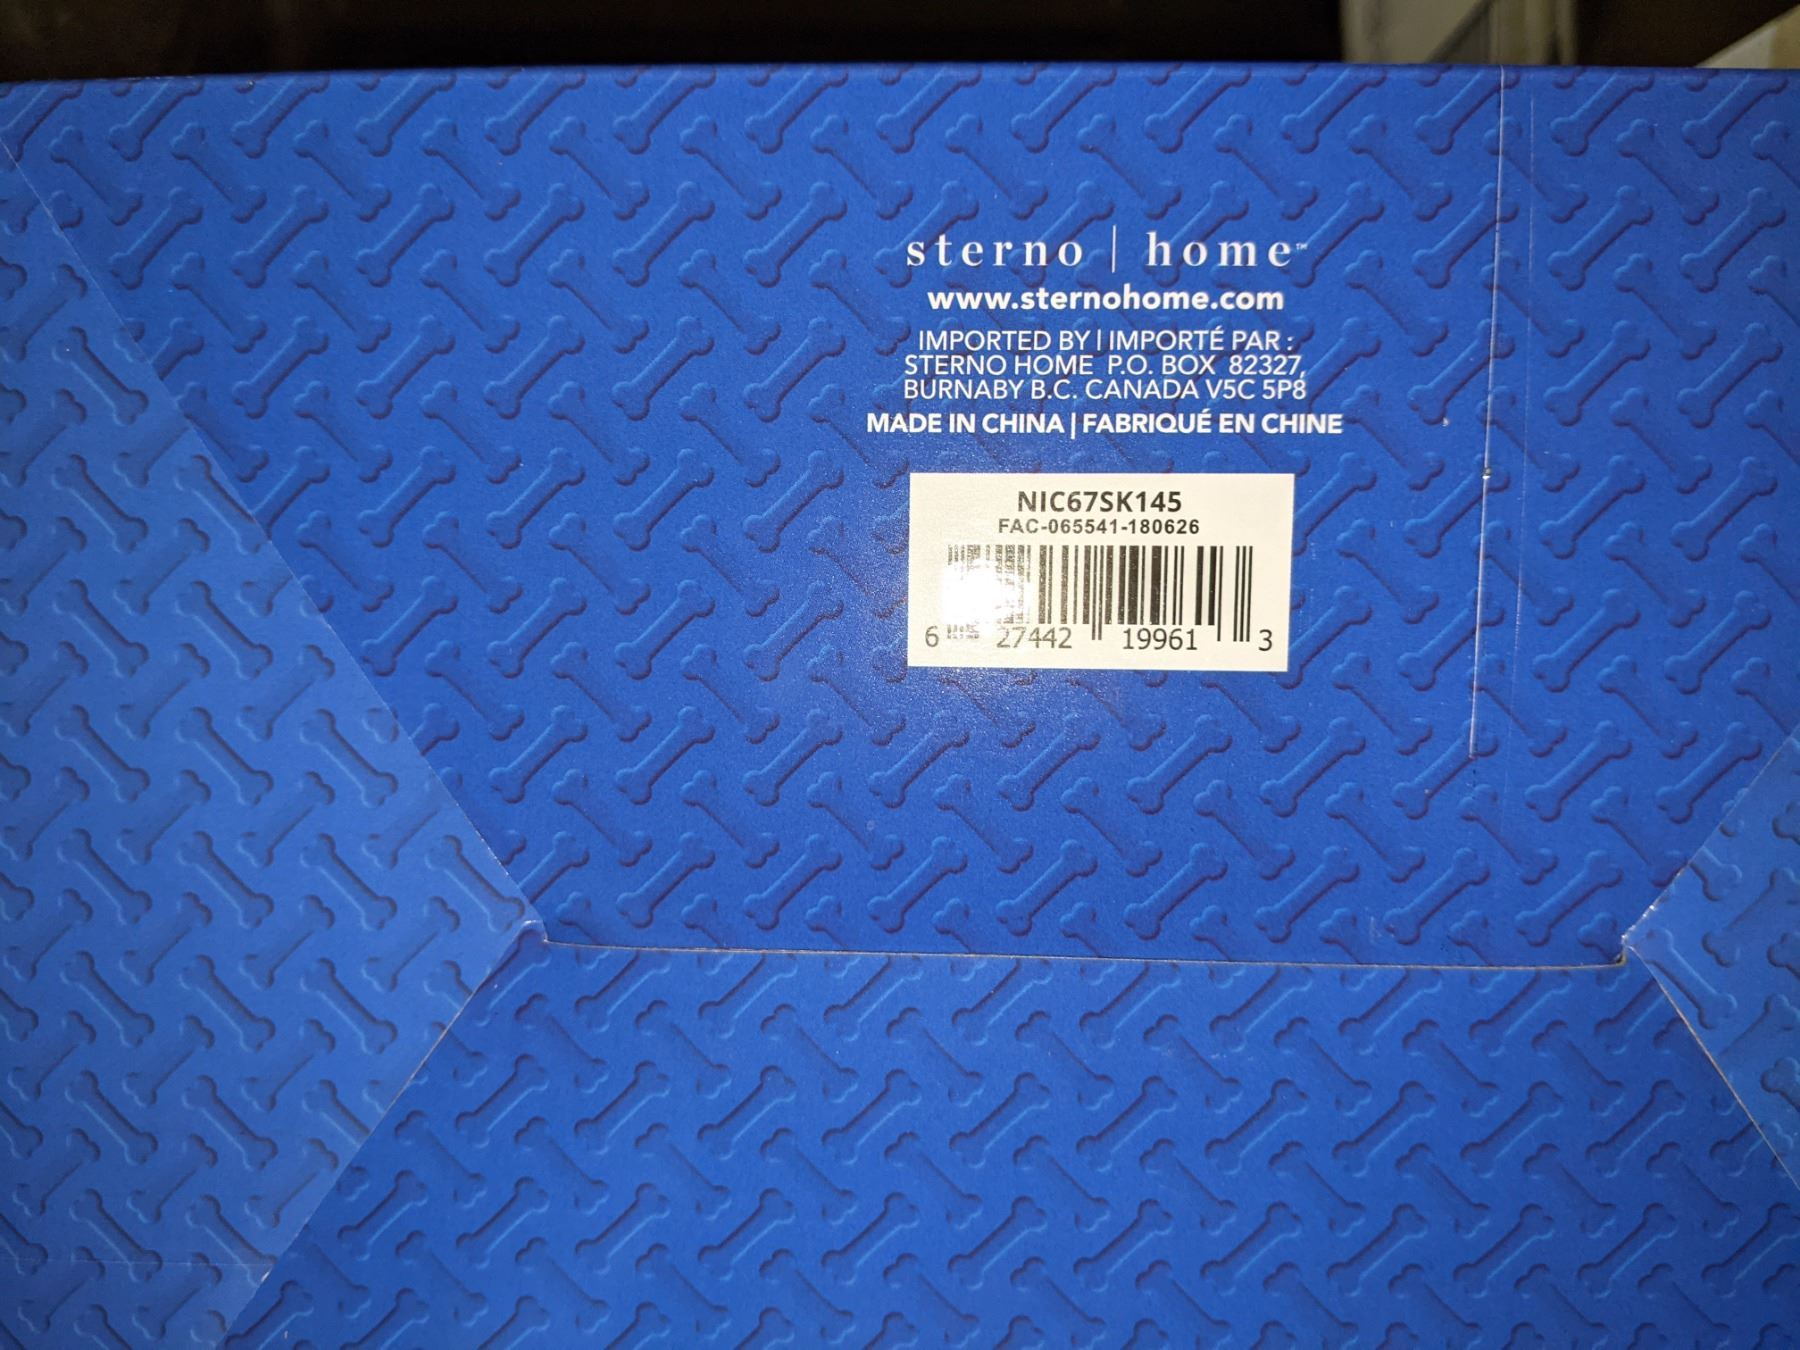 sterno | home™
www.sternohome.com
IMPORTED BY | IMPORTÉ PAR :
STERNO HOME P.O. BOX 82327,
BURNABY B.C. CANADA V5C 5P8
MADE IN CHINA | FABRIQUÉ EN CHINE
NIC67SK145
FAC-065541-180626
6 27442 19961 3